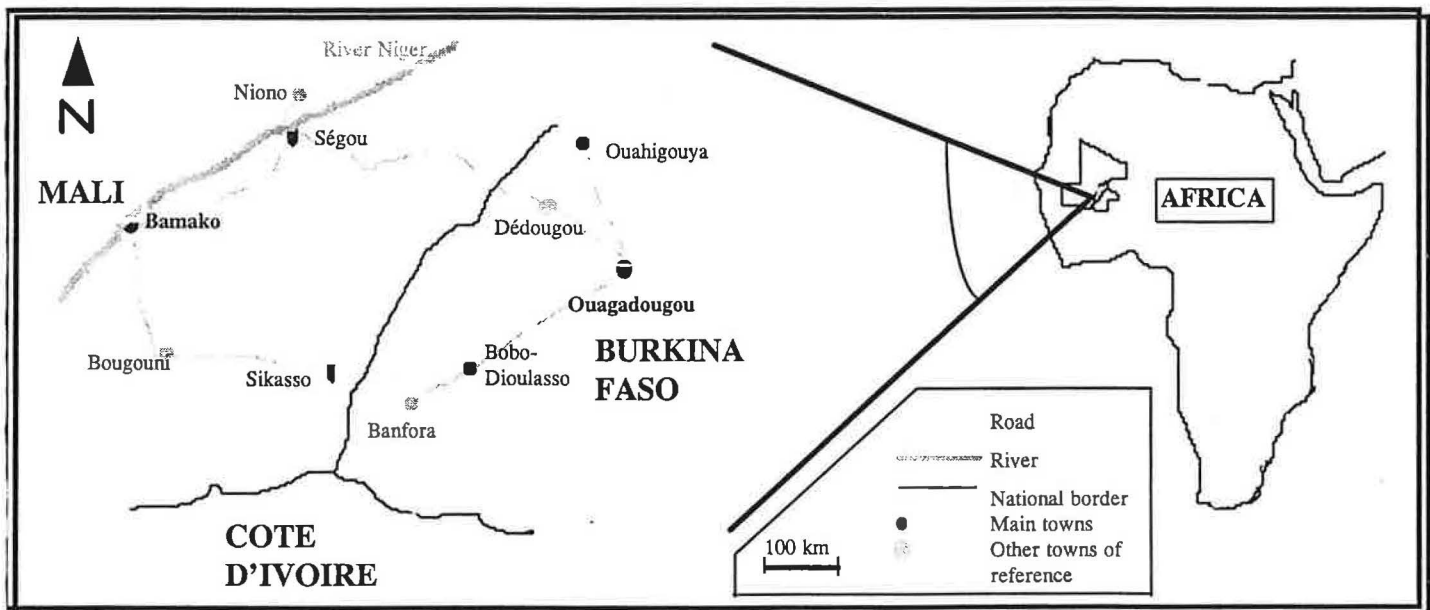 N
River Niger
Niono
Ségou
MALI
Bamako
Ouahigouya
Dédougou
Ouagadougou
Bougouni
Sikasso
Bobo-
Dioulasso
BURKINA
FASO
Banfora
COTE
D'IVOIRE
AFRICA
Road
River
National border
Main towns
Other towns of
reference
100 km